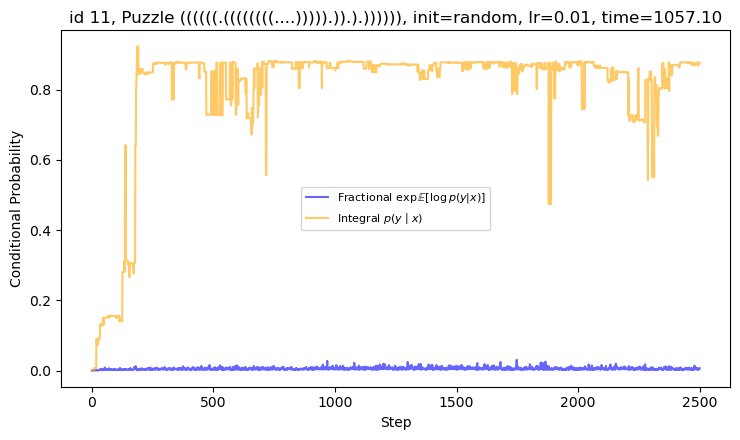 id 11, Puzzle ((((((.((((((((....))))).)).).)))))), init=random, lr=0.01, time=1057.10
Conditional Probability
0.8
0.6
0.4
0.2
0.0
Fractional exp𝔼[log p(y|x)]
Integral p(y | x)
0 500 1000 1500 2000 2500
Step